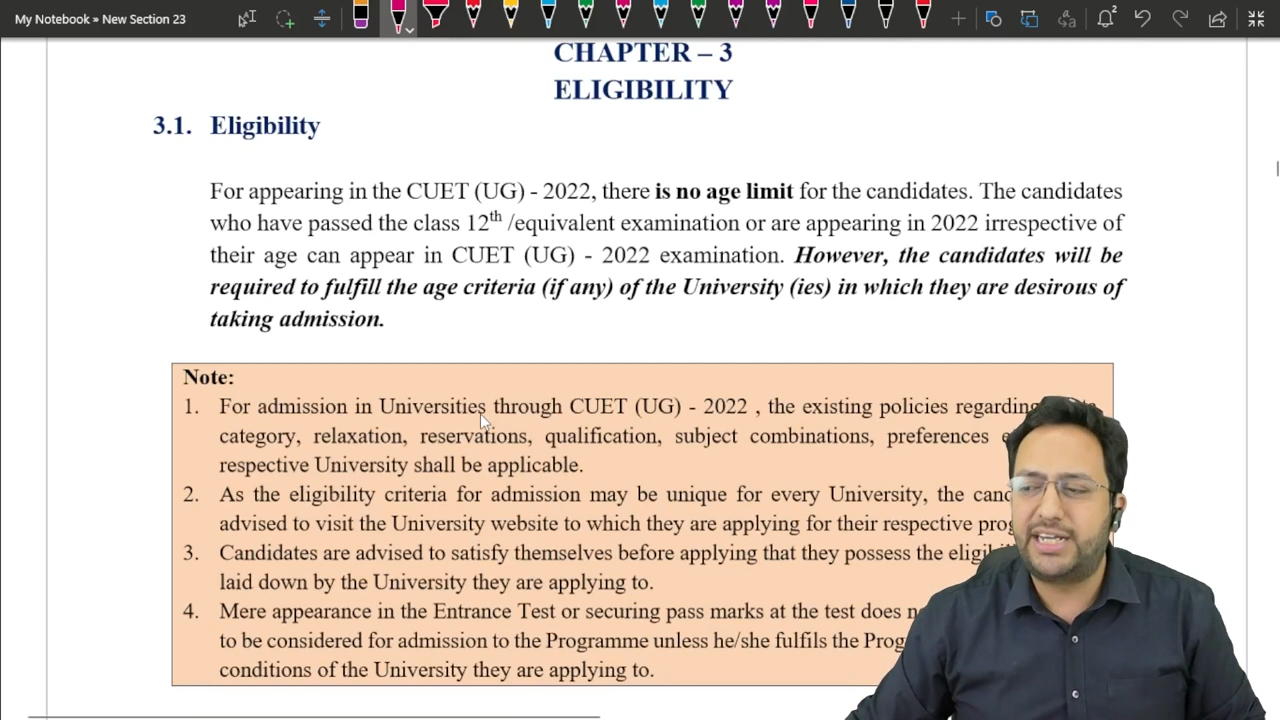 My Notebook » New Section 23
2
CHAPTER – 3
ELIGIBILITY
3.1. Eligibility
For appearing in the CUET (UG) - 2022, there is no age limit for the candidates. The candidates
who have passed the class 12th /equivalent examination or are appearing in 2022 irrespective of
their age can appear in CUET (UG) - 2022 examination. However, the candidates will be
required to fulfill the age criteria (if any) of the University (ies) in which they are desirous of
taking admission.
Note:
1. For admission in Universities through CUET (UG) - 2022 , the existing policies regarding
category, relaxation, reservations, qualification, subject combinations, preferences
respective University shall be applicable.
2. As the eligibility criteria for admission may be unique for every University, the
advised to visit the University website to which they are applying for their respective
3. Candidates are advised to satisfy themselves before applying that they possess the
laid down by the University they are applying to.
4. Mere appearance in the Entrance Test or securing pass marks at the test does
to be considered for admission to the Programme unless he/she fulfils the
conditions of the University they are applying to.